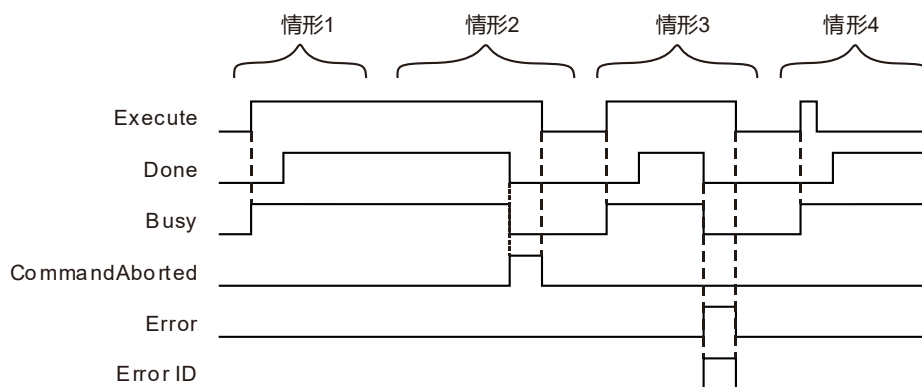 情形1 情形2 情形3 情形4
Execute
Done
Busy
CommandAborted
Error
Error ID